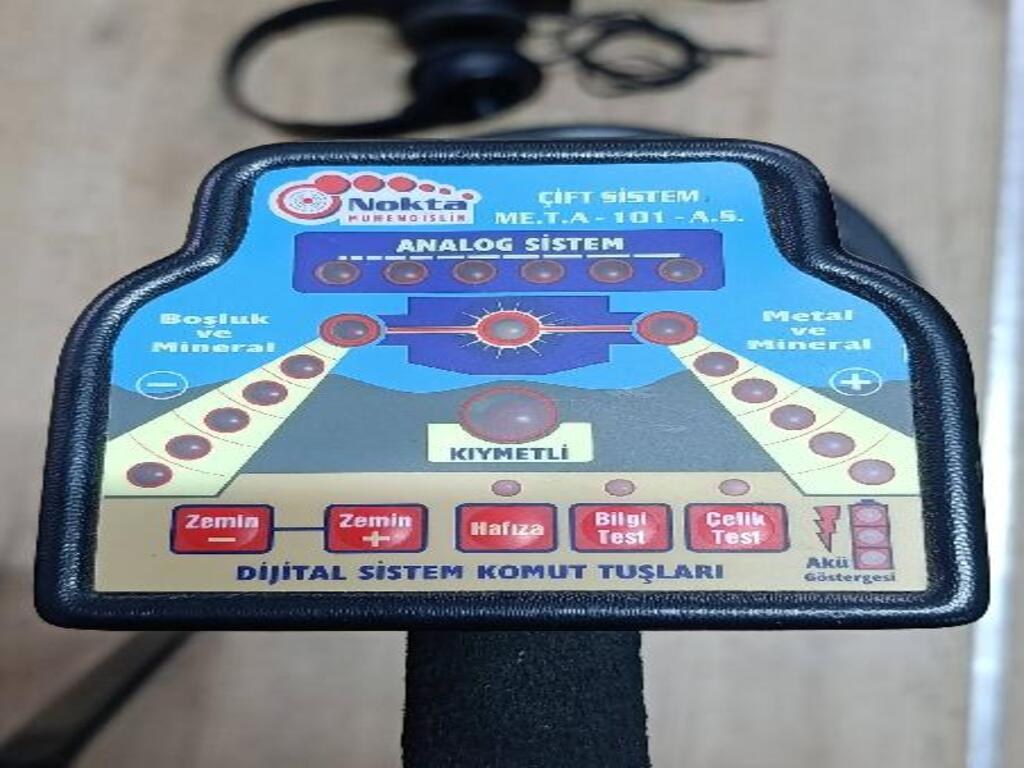 Nokta
MUHENDISLIK
ÇİFT SİSTEM
ME.T.A - 101 - A.S.
ANALOG SİSTEM
Boşluk
ve
Mineral
−
Metal
ve
Mineral
+
KIYMETLİ
Zemin
−
Zemin
+
Hafıza
Bilgi
Test
Çelik
Test
Akü
Göstergesi
DİJİTAL SİSTEM KOMUT TUŞLARI